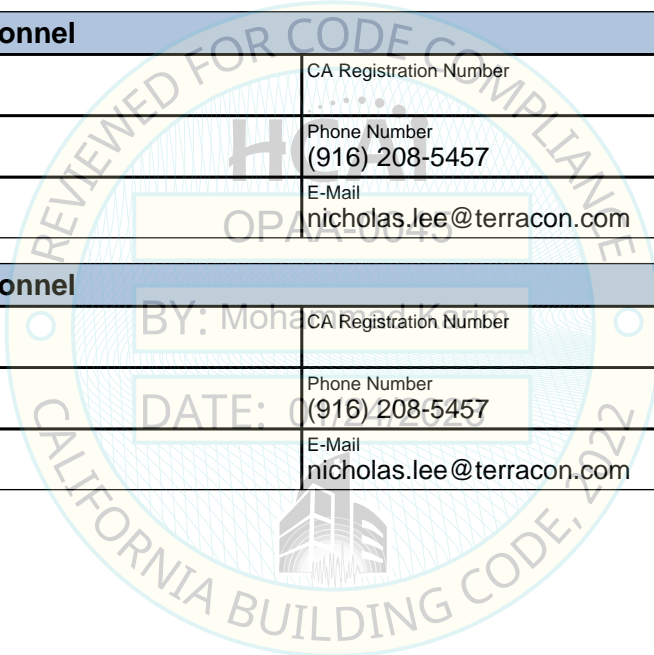 onnel
CA Registration Number
Phone Number
(916) 208-5457
E-Mail
nicholas.lee@terracon.com
onnel
CA Registration Number
Phone Number
(916) 208-5457
E-Mail
nicholas.lee@terracon.com
REVIEWED FOR CODE COMPLIANCE
HCAI
OPAA-0045
BY: Mohammad Karim
DATE:
CALIFORNIA BUILDING CODE, 2022